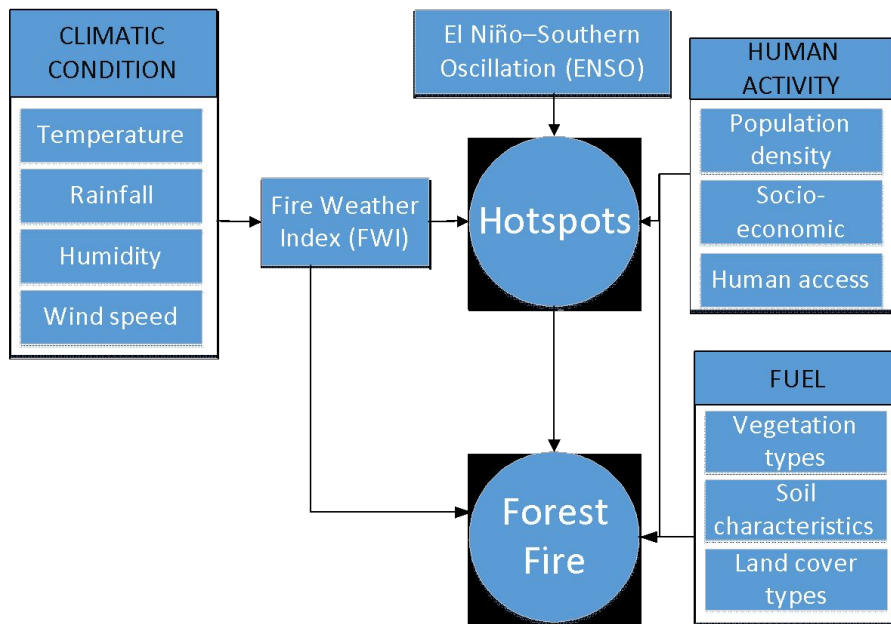 CLIMATIC
CONDITION
Temperature
Rainfall
Humidity
Wind speed
Fire Weather
Index (FWI)
El Niño–Southern
Oscillation (ENSO)
Hotspots
Forest
Fire
HUMAN
ACTIVITY
Population
density
Socio-
economic
Human access
FUEL
Vegetation
types
Soil
characteristics
Land cover
types